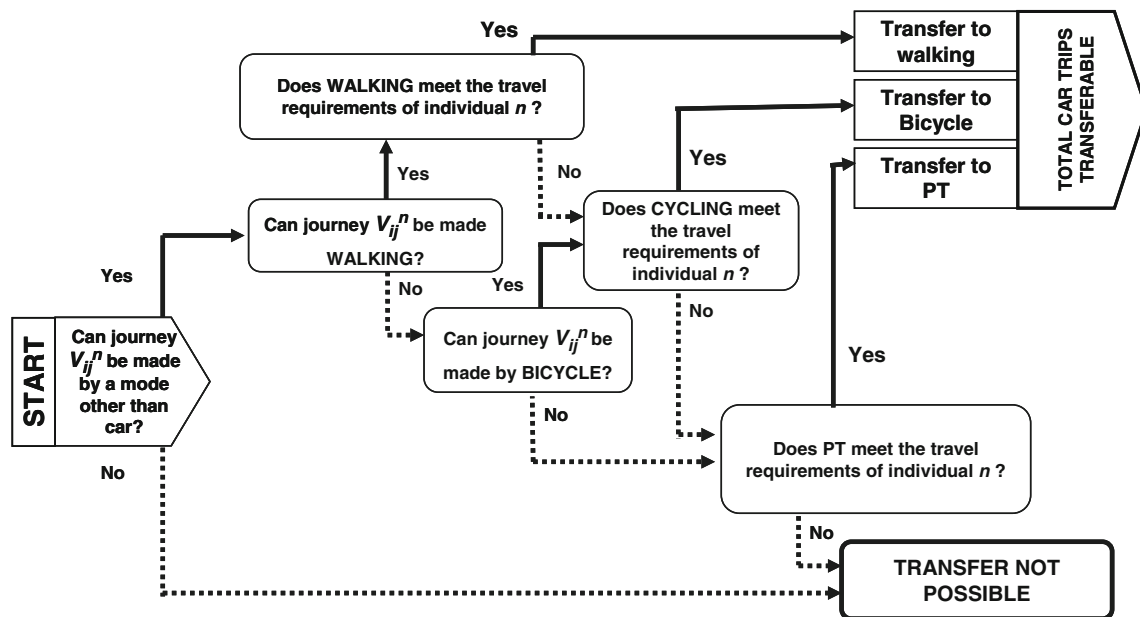 START
Can journey
V_ij^n be made
by a mode
other than
car?
Yes
No
Can journey V_ij^n be made
WALKING?
Yes
No
Does WALKING meet the travel
requirements of individual n ?
Yes
No
Can journey V_ij^n be
made by BICYCLE?
Yes
No
Does CYCLING meet
the travel
requirements of
individual n ?
Yes
No
Does PT meet the travel
requirements of individual n ?
Yes
No
Transfer to
walking
Transfer to
Bicycle
Transfer to
PT
TOTAL CAR TRIPS
TRANSFERABLE
TRANSFER NOT
POSSIBLE